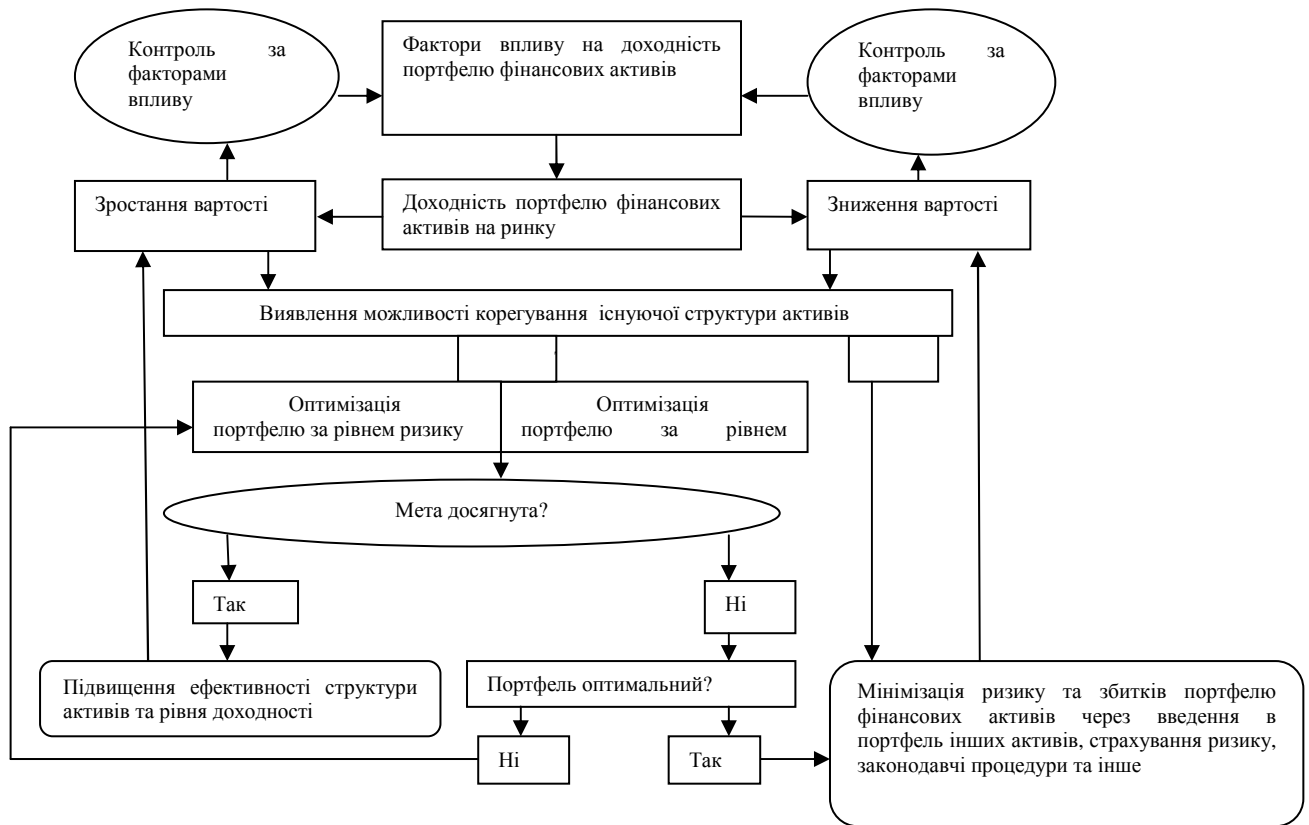 Контроль за
факторами
впливу
Фактори впливу на доходність
портфелю фінансових активів
Контроль за
факторами
впливу
Зростання вартості
Доходність портфелю фінансових
активів на ринку
Зниження вартості
Виявлення можливості корегування існуючої структури активів
Оптимізація
портфелю за рівнем ризику
Оптимізація
портфелю за рівнем
Мета досягнута?
Так
Ні
Підвищення ефективності структури
активів та рівня доходності
Портфель оптимальний?
Ні
Так
Мінімізація ризику та збитків портфелю
фінансових активів через введення в
портфель інших активів, страхування ризику,
законодавчі процедури та інше